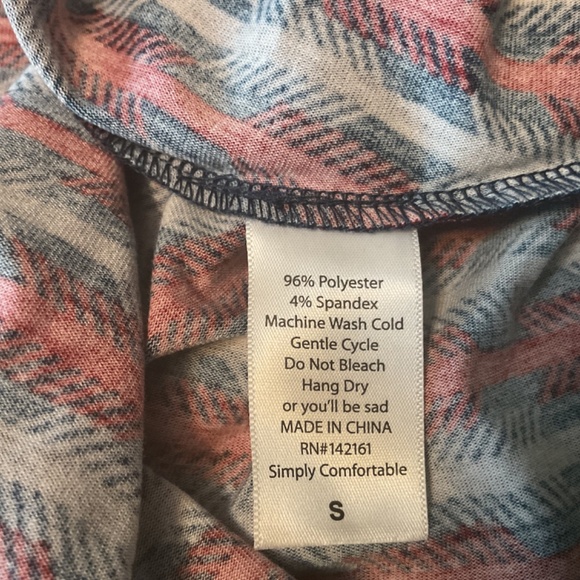 96% Polyester
4% Spandex
Machine Wash Cold
Gentle Cycle
Do Not Bleach
Hang Dry
or you'll be sad
MADE IN CHINA
RN#142161
Simply Comfortable
S